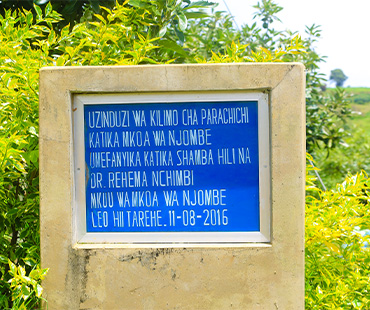 UZINDUZI WA KILIMO CHA PARACHICHI
KATIKA MKOA WA NJOMBE
UMEFANYIKA KATIKA SHAMBA HILI NA
DR. REHEMA NCHIMBI
MKUU WA MKOA WA NJOMBE
LEO HII TAREHE. 11-08-2016